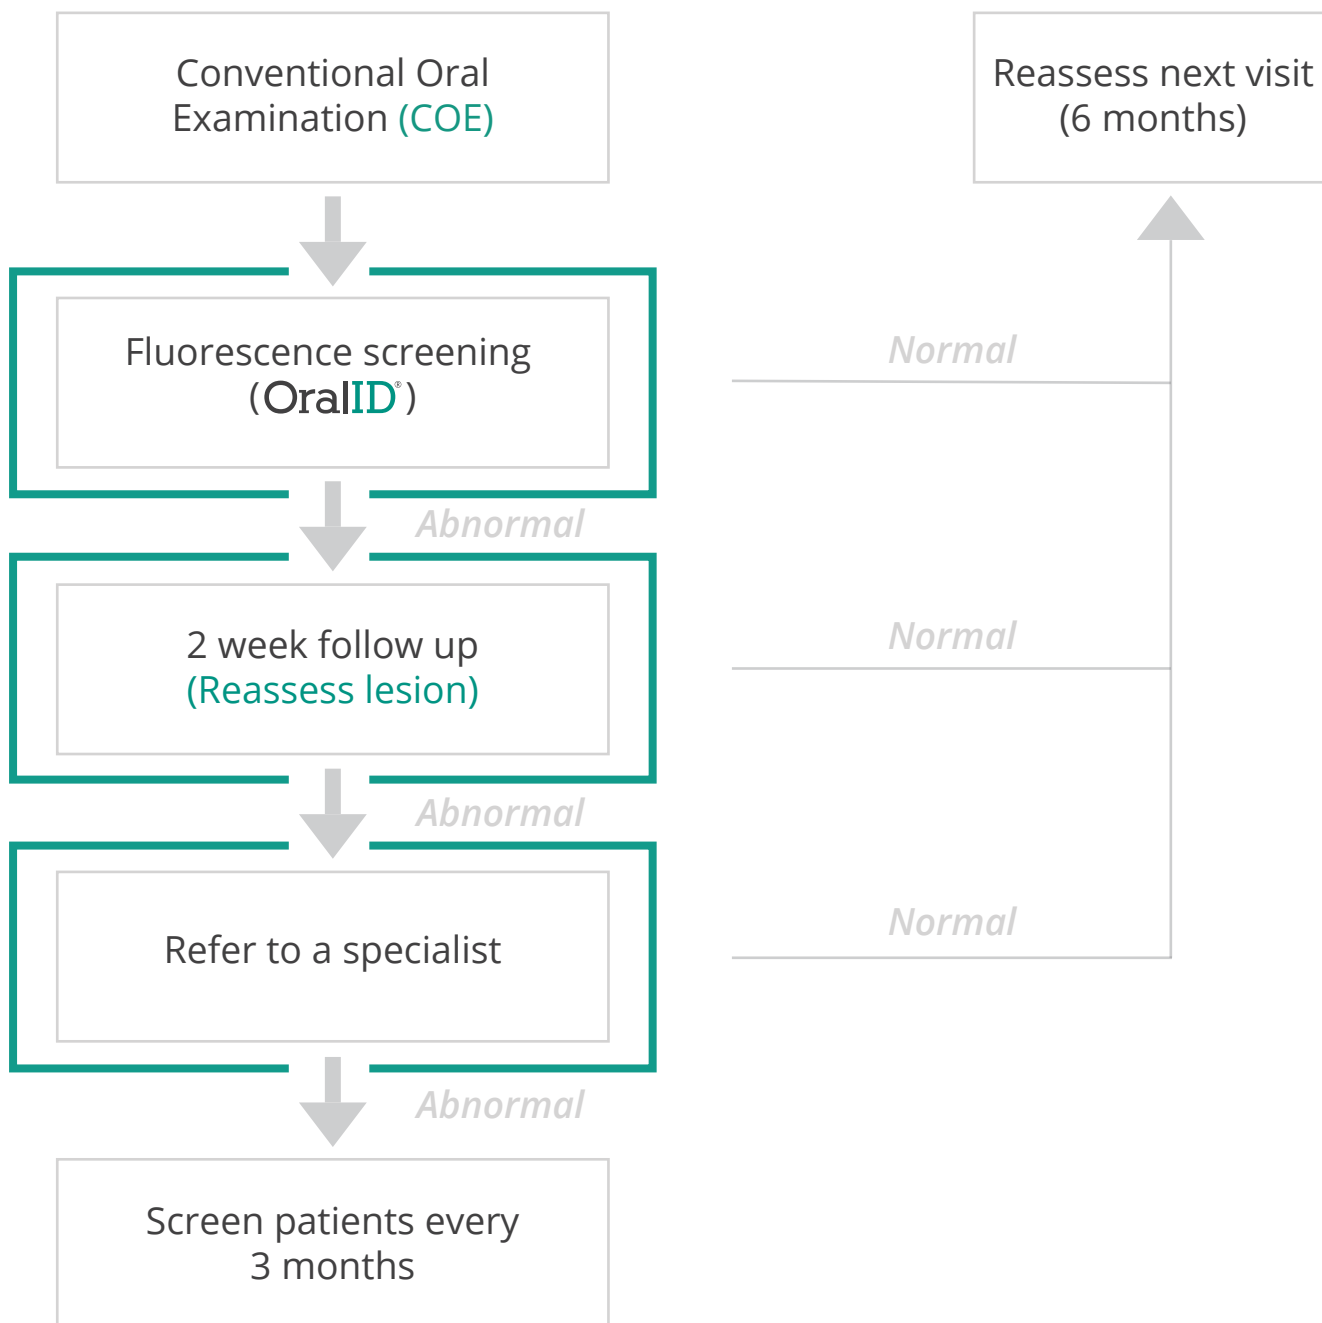 Conventional Oral
Examination (COE)
Reassess next visit
(6 months)
Fluorescence screening
(OralID®)
Normal
Abnormal
2 week follow up
(Reassess lesion)
Normal
Abnormal
Refer to a specialist
Normal
Abnormal
Screen patients every
3 months